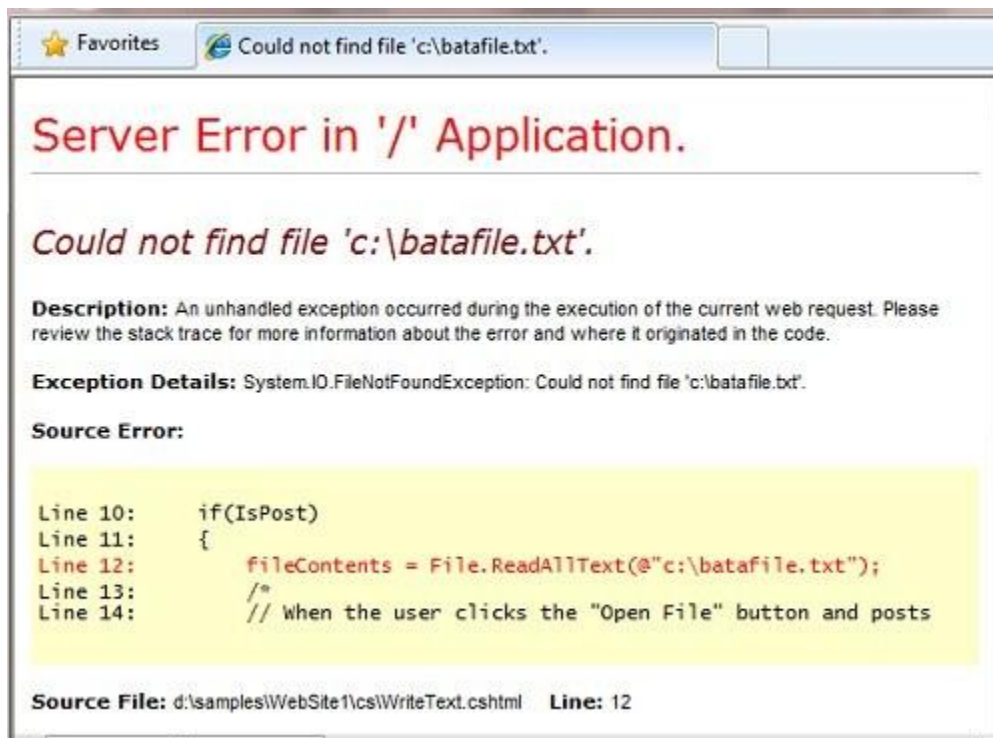 Favorites
Could not find file 'c:\batafile.txt'.
Server Error in '/' Application.
Could not find file 'c:\batafile.txt'.
Description: An unhandled exception occurred during the execution of the current web request. Please
review the stack trace for more information about the error and where it originated in the code.
Exception Details: System.IO.FileNotFoundException: Could not find file 'c:\batafile.txt'.
Source Error:
Line 10: if(IsPost)
Line 11: {
Line 12: fileContents = File.ReadAllText(@"c:\batafile.txt");
Line 13: /*
Line 14: // When the user clicks the "Open File" button and posts
Source File: d:\samples\WebSite1\cs\WriteText.cshtml Line: 12